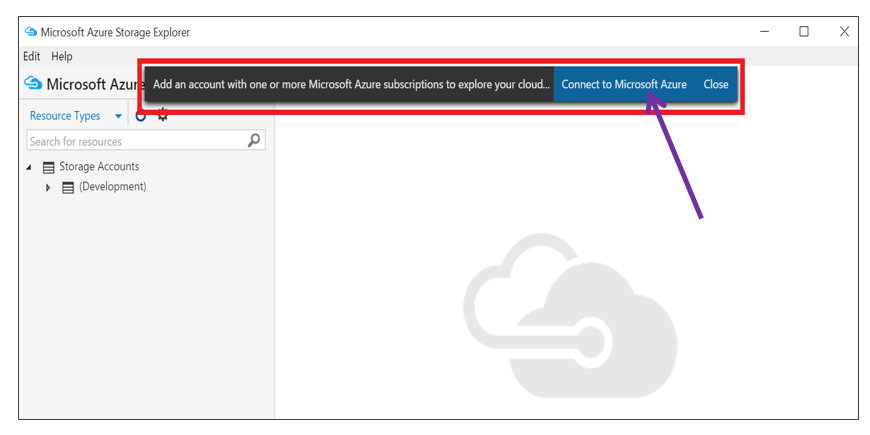 Microsoft Azure Storage Explorer
Edit Help
Microsoft Azur
Add an account with one or more Microsoft Azure subscriptions to explore your cloud... Connect to Microsoft Azure Close
Resource Types
Search for resources
Storage Accounts
(Development)